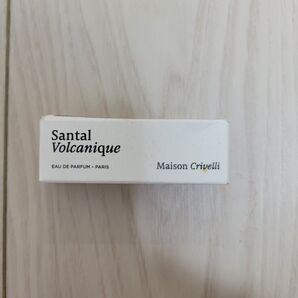 Santal
Volcanique
EAU DE PARFUM • PARIS
Maison Crivelli